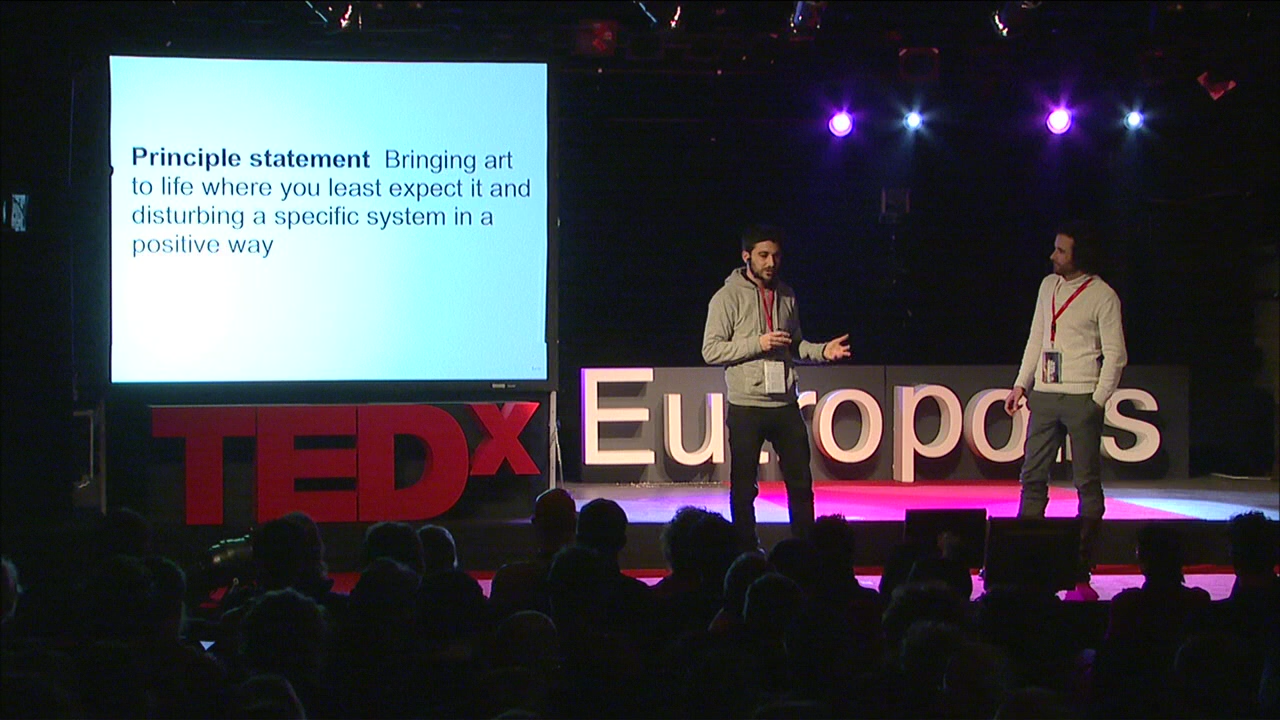 Principle statement Bringing art
to life where you least expect it and
disturbing a specific system in a
positive way
TEDx
Europolis